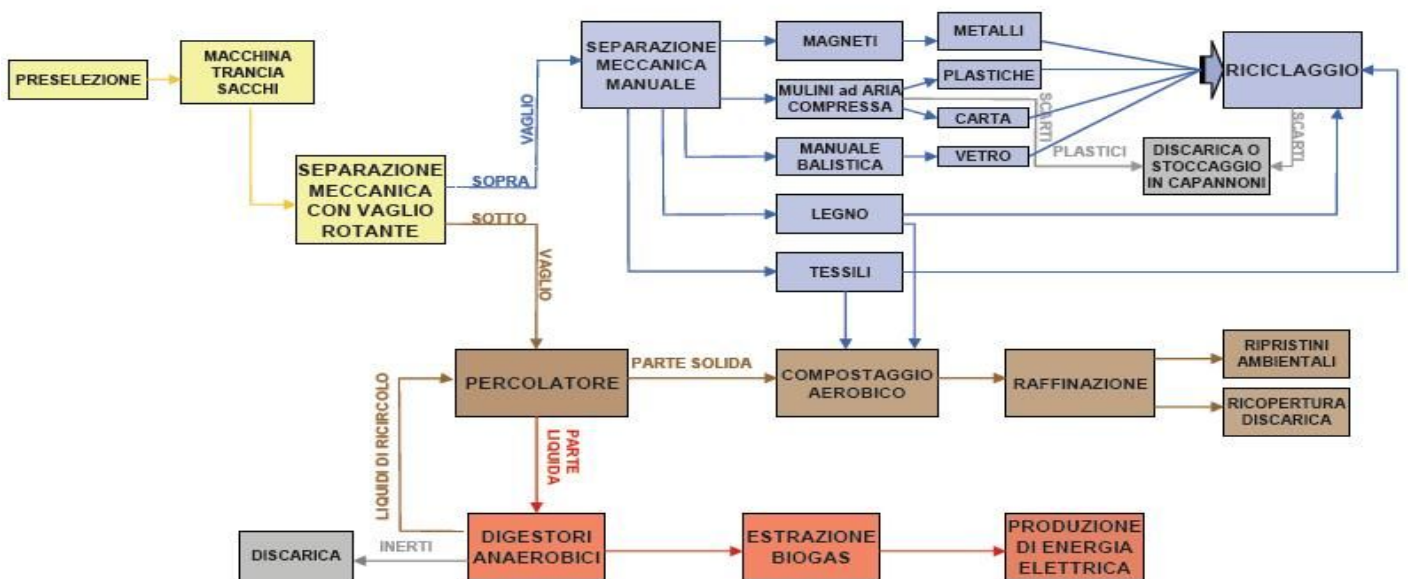 PRESELEZIONE
MACCHINA
TRANCIA
SACCHI
SEPARAZIONE
MECCANICA
CON VAGLIO
ROTANTE
SOPRA
VAGLIO
SOTTO
VAGLIO
SEPARAZIONE
MECCANICA
MANUALE
MAGNETI
METALLI
MULINI ad ARIA
COMPRESSA
PLASTICHE
CARTA
MANUALE
BALISTICA
VETRO
LEGNO
TESSILI
RICICLAGGIO
SCARTI
PLASTICI
SCARTI
DISCARICA O
STOCCAGGIO
IN CAPANNONI
PERCOLATORE
PARTE SOLIDA
COMPOSTAGGIO
AEROBICO
RAFFINAZIONE
RIPRISTINI
AMBIENTALI
RICOPERTURA
DISCARICA
LIQUIDI DI RICIRCOLO
PARTE
LIQUIDA
DISCARICA
INERTI
DIGESTORI
ANAEROBICI
ESTRAZIONE
BIOGAS
PRODUZIONE
DI ENERGIA
ELETTRICA